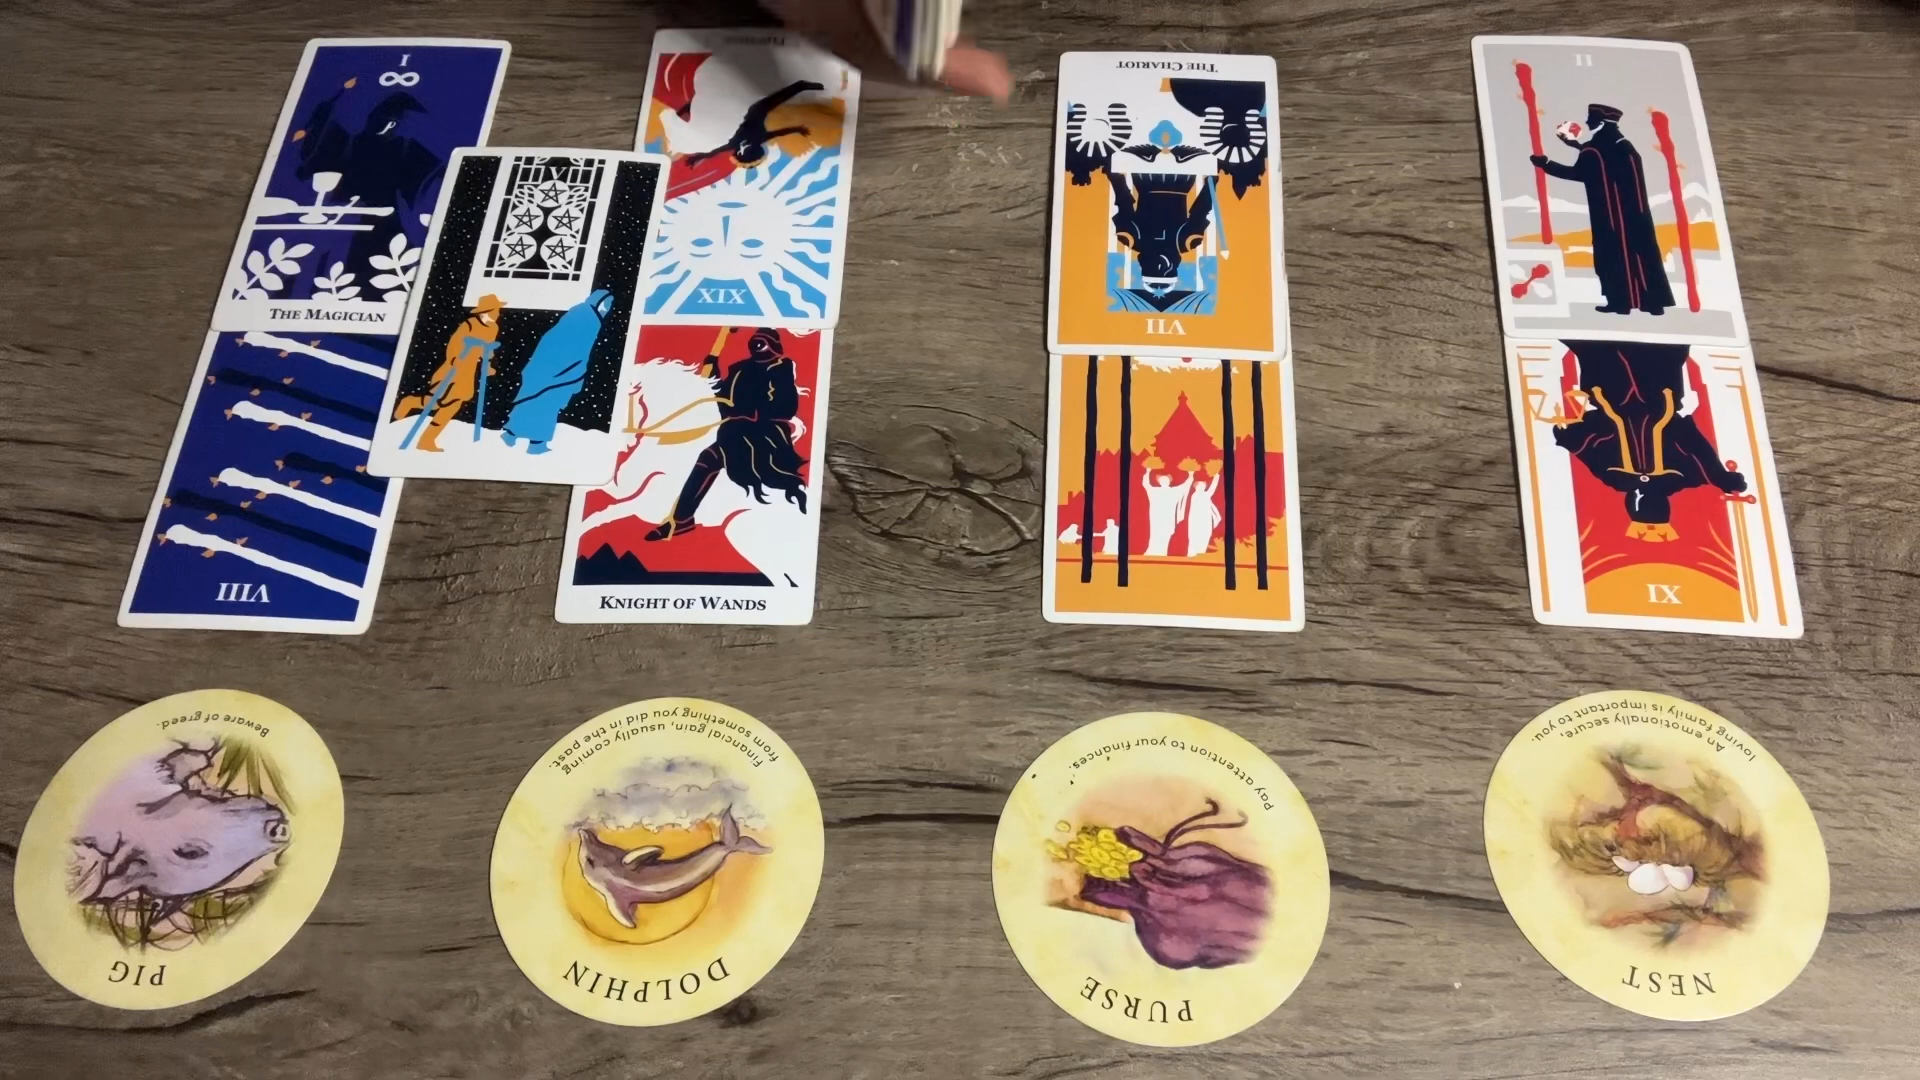 I
THE MAGICIAN
VIII
V
XIX
KNIGHT OF WANDS
THE CHARIOT
VII
II
XI
Beware of greed.
PIG
Financial gain, usually coming
from something you did in the past.
DOLPHIN
Pay attention to your finances.
PURSE
An emotionally secure,
loving family is important to you.
NEST